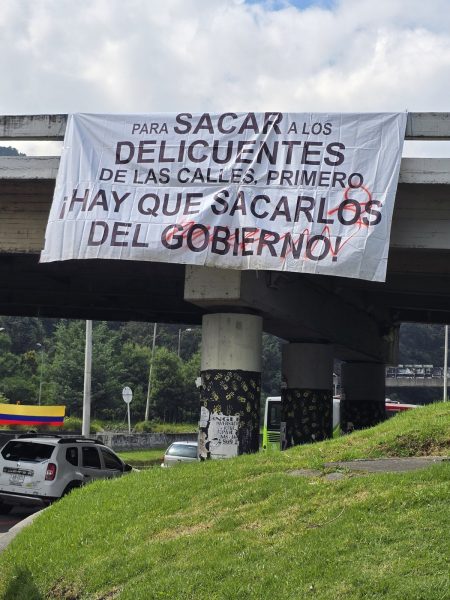 PARA SACAR A LOS
DELICUENTES
DE LAS CALLES, PRIMERO
¡HAY QUE SACARLOS
DEL GOBIERNO!